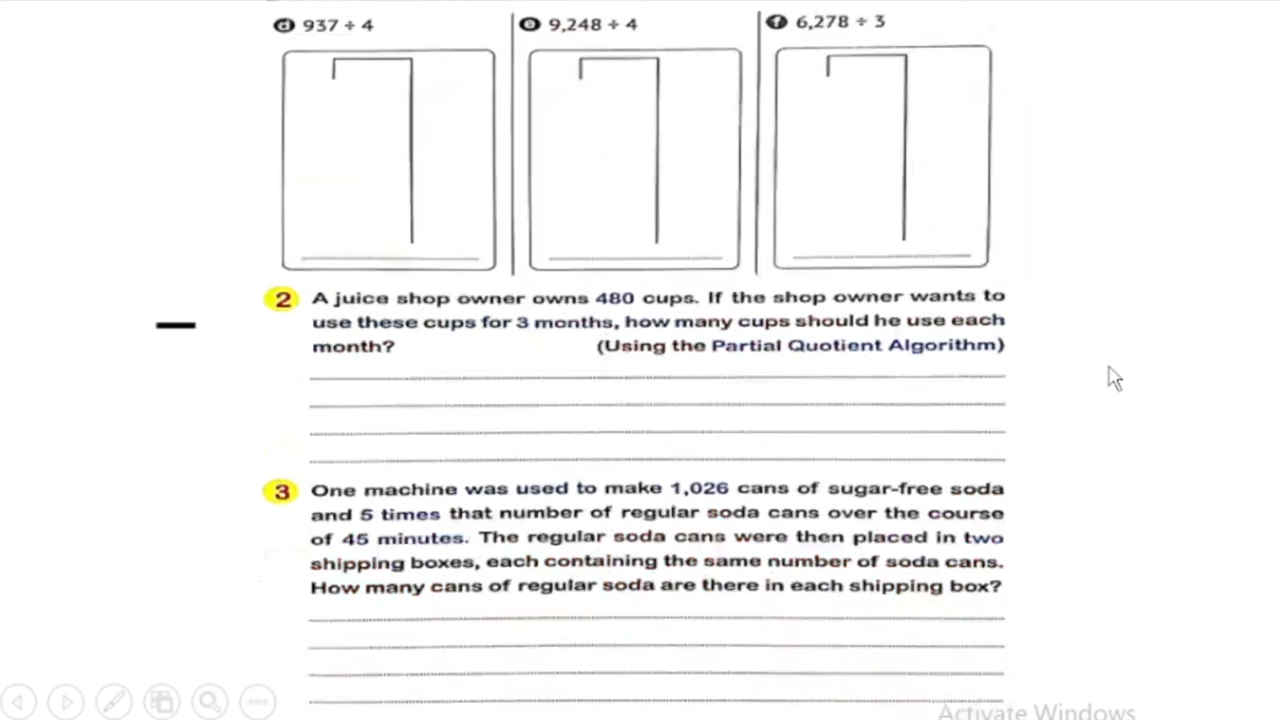 d 937 ÷ 4
e 9,248 ÷ 4
f 6,278 ÷ 3
2 A juice shop owner owns 480 cups. If the shop owner wants to
use these cups for 3 months, how many cups should he use each
month? (Using the Partial Quotient Algorithm)
3 One machine was used to make 1,026 cans of sugar-free soda
and 5 times that number of regular soda cans over the course
of 45 minutes. The regular soda cans were then placed in two
shipping boxes, each containing the same number of soda cans.
How many cans of regular soda are there in each shipping box?
Activate Windows